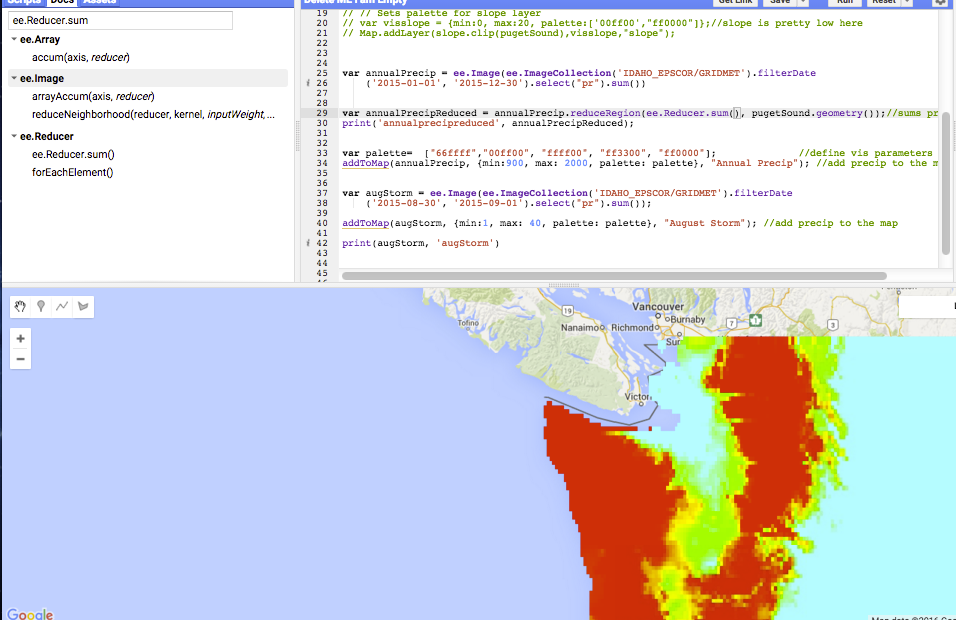 Scripts Docs Assets
ee.Reducer.sum
ee.Array
accum(axis, reducer)
ee.Image
arrayAccum(axis, reducer)
reduceNeighborhood(reducer, kernel, inputWeight, ...
ee.Reducer
ee.Reducer.sum()
forEachElement()
Delete ME I am Empty
Get Link Save Run Reset
19 // // Sets palette for slope layer
20 // var visslope = {min:0, max:20, palette:['00ff00',"ff0000"]};//slope is pretty low here
21 // Map.addLayer(slope.clip(pugetSound),visslope,"slope");
22
23
24
25 var annualPrecip = ee.Image(ee.ImageCollection('IDAHO_EPSCOR/GRIDMET').filterDate
i 26 ('2015-01-01', '2015-12-30').select("pr").sum())
27
28
29 var annualPrecipReduced = annualPrecip.reduceRegion(ee.Reducer.sum(), pugetSound.geometry());//sums pr
30 print('annualprecipreduced', annualPrecipReduced);
31
32
33 var palette= ["66ffff","00ff00", "ffff00", "ff3300", "ff0000"]; //define vis parameters
34 addToMap(annualPrecip, {min:900, max: 2000, palette: palette}, "Annual Precip"); //add precip to the m
35
36
37 var augStorm = ee.Image(ee.ImageCollection('IDAHO_EPSCOR/GRIDMET').filterDate
38 ('2015-08-30', '2015-09-01').select("pr").sum());
39
40 addToMap(augStorm, {min:1, max: 40, palette: palette}, "August Storm"); //add precip to the map
41
i 42 print(augStorm, 'augStorm')
43
44
45
Vancouver
19
Burnaby
7
1
3
Tofino
Nanaimo
Richmond
Sur
Victor
Google
Map data ©2016 Goo